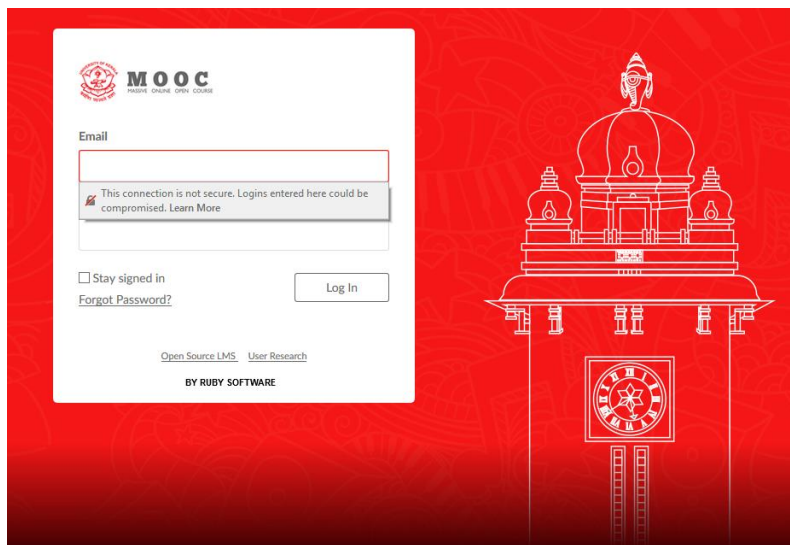 MOOC
MASSIVE ONLINE OPEN COURSE
Email
This connection is not secure. Logins entered here could be
compromised. Learn More
Stay signed in
Log In
Forgot Password?
Open Source LMS User Research
BY RUBY SOFTWARE